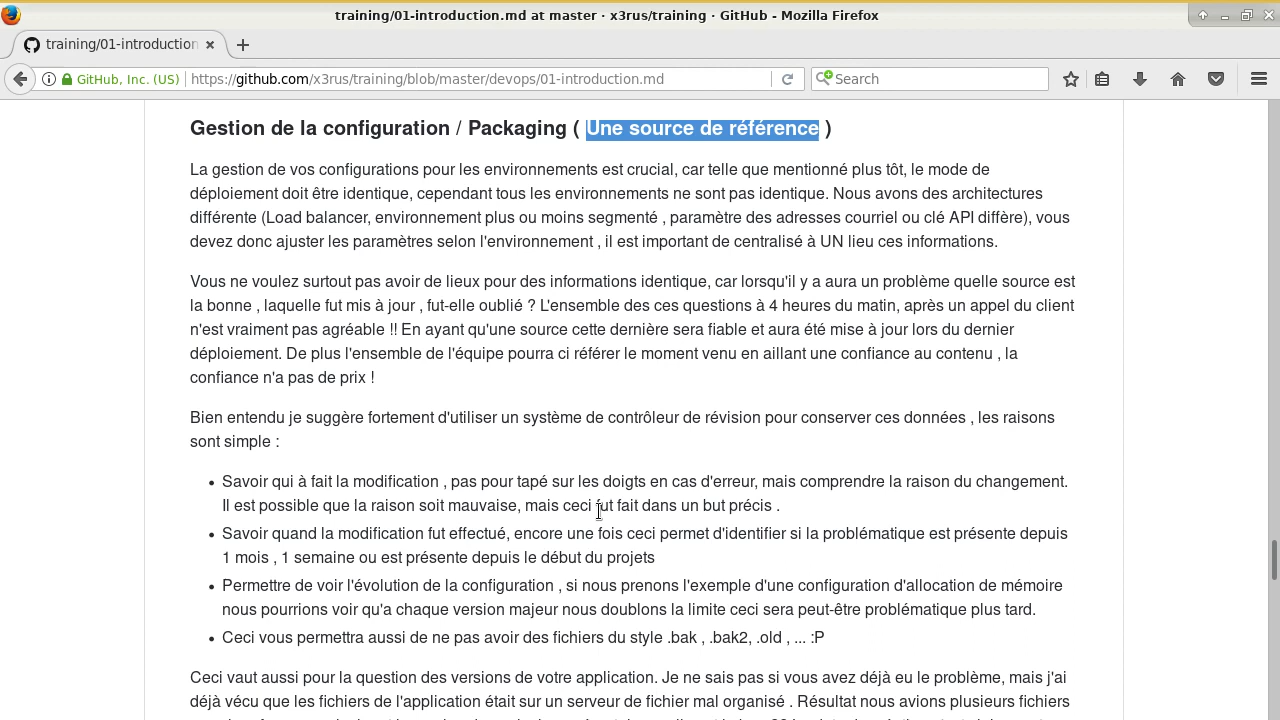 training/01-introduction.md at master · x3rus/training · GitHub - Mozilla Firefox
training/01-introduction
GitHub, Inc. (US)
https://github.com/x3rus/training/blob/master/devops/01-introduction.md
Search
Gestion de la configuration / Packaging ( Une source de référence )
La gestion de vos configurations pour les environnements est crucial, car telle que mentionné plus tôt, le mode de
déploiement doit être identique, cependant tous les environnements ne sont pas identique. Nous avons des architectures
différente (Load balancer, environnement plus ou moins segmenté , paramètre des adresses courriel ou clé API diffère), vous
devez donc ajuster les paramètres selon l'environnement , il est important de centralisé à UN lieu ces informations.
Vous ne voulez surtout pas avoir de lieux pour des informations identique, car lorsqu'il y a aura un problème quelle source est
la bonne , laquelle fut mis à jour , fut-elle oublié ? L'ensemble des ces questions à 4 heures du matin, après un appel du client
n'est vraiment pas agréable !! En ayant qu'une source cette dernière sera fiable et aura été mise à jour lors du dernier
déploiement. De plus l'ensemble de l'équipe pourra ci référer le moment venu en aillant une confiance au contenu , la
confiance n'a pas de prix !
Bien entendu je suggère fortement d'utiliser un système de contrôleur de révision pour conserver ces données , les raisons
sont simple :
• Savoir qui à fait la modification , pas pour tapé sur les doigts en cas d'erreur, mais comprendre la raison du changement.
Il est possible que la raison soit mauvaise, mais ceci fut fait dans un but précis .
• Savoir quand la modification fut effectué, encore une fois ceci permet d'identifier si la problématique est présente depuis
1 mois , 1 semaine ou est présente depuis le début du projets
• Permettre de voir l'évolution de la configuration , si nous prenons l'exemple d'une configuration d'allocation de mémoire
nous pourrions voir qu'a chaque version majeur nous doublons la limite ceci sera peut-être problématique plus tard.
• Ceci vous permettra aussi de ne pas avoir des fichiers du style .bak , .bak2, .old , ... :P
Ceci vaut aussi pour la question des versions de votre application. Je ne sais pas si vous avez déjà eu le problème, mais j'ai
déjà vécu que les fichiers de l'application était sur un serveur de fichier mal organisé . Résultat nous avions plusieurs fichiers